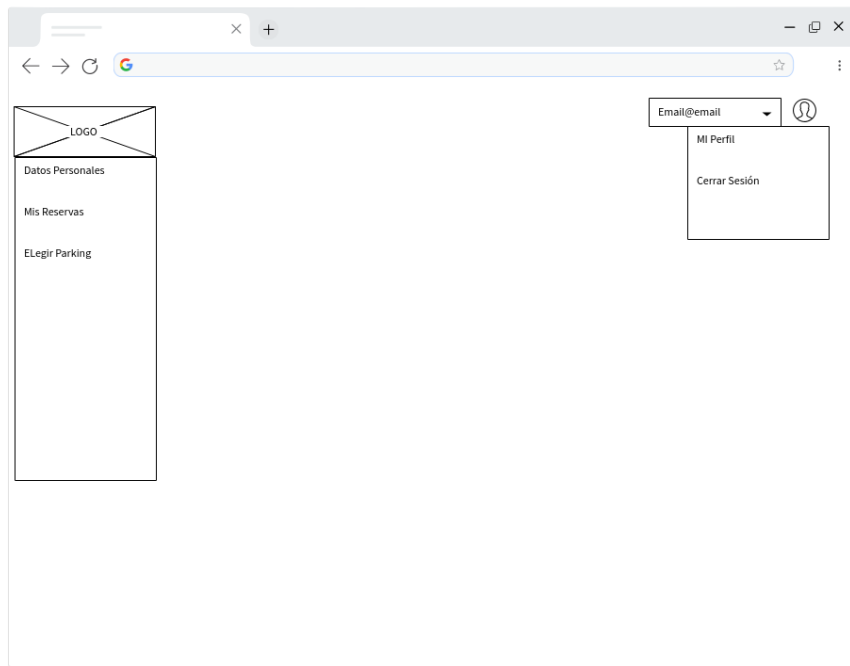 LOGO
Datos Personales
Mis Reservas
ELegir Parking
Email@email
MI Perfil
Cerrar Sesión